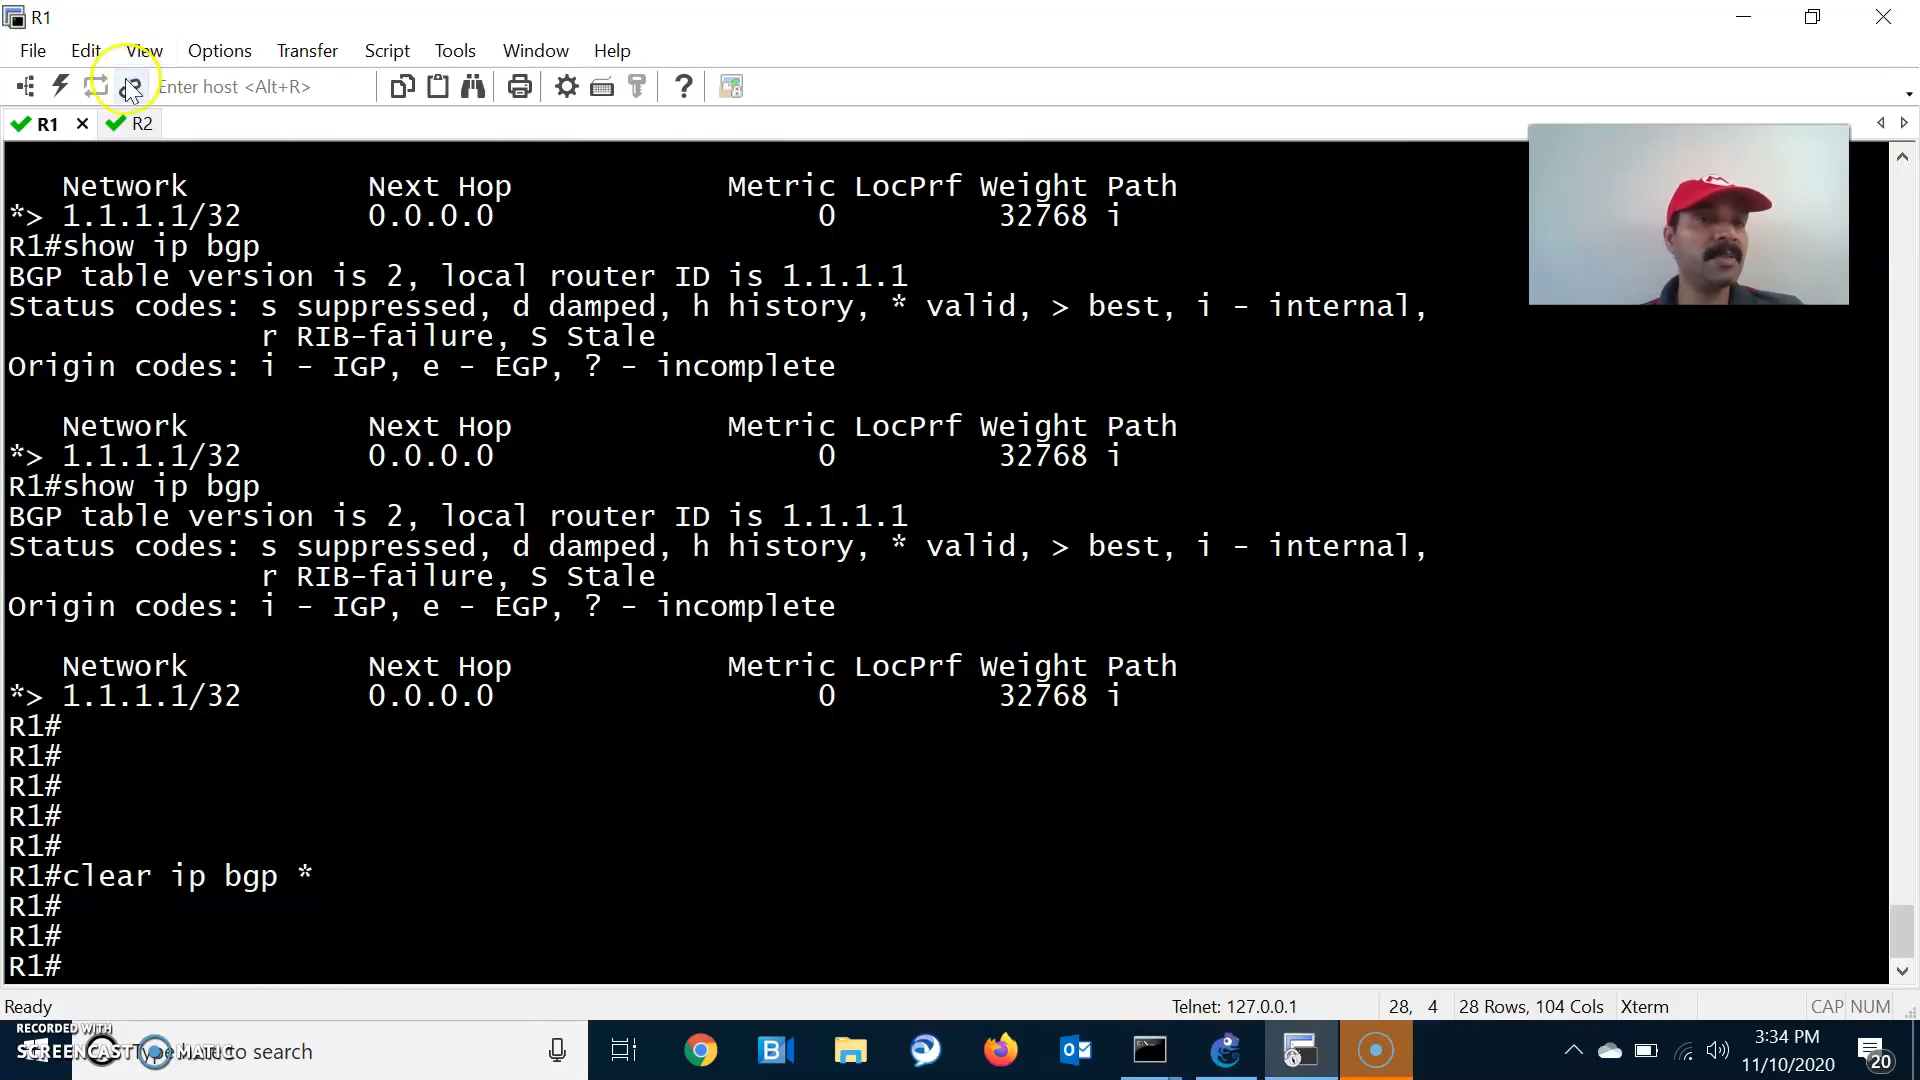 R1
File Edit View Options Transfer Script Tools Window Help
Enter host <Alt+R>
R1 R2
Network Next Hop Metric LocPrf Weight Path
*> 1.1.1.1/32 0.0.0.0 0 32768 i
R1#show ip bgp
BGP table version is 2, local router ID is 1.1.1.1
Status codes: s suppressed, d damped, h history, * valid, > best, i - internal,
r RIB-failure, S Stale
Origin codes: i - IGP, e - EGP, ? - incomplete
Network Next Hop Metric LocPrf Weight Path
*> 1.1.1.1/32 0.0.0.0 0 32768 i
R1#show ip bgp
BGP table version is 2, local router ID is 1.1.1.1
Status codes: s suppressed, d damped, h history, * valid, > best, i - internal,
r RIB-failure, S Stale
Origin codes: i - IGP, e - EGP, ? - incomplete
Network Next Hop Metric LocPrf Weight Path
*> 1.1.1.1/32 0.0.0.0 0 32768 i
R1#
R1#
R1#
R1#
R1#
R1#clear ip bgp *
R1#
R1#
R1#
Ready Telnet: 127.0.0.1 28, 4 28 Rows, 104 Cols Xterm CAP NUM
RECORDED WITH
SCREENCAST MATIC
to search
3:34 PM
11/10/2020
20